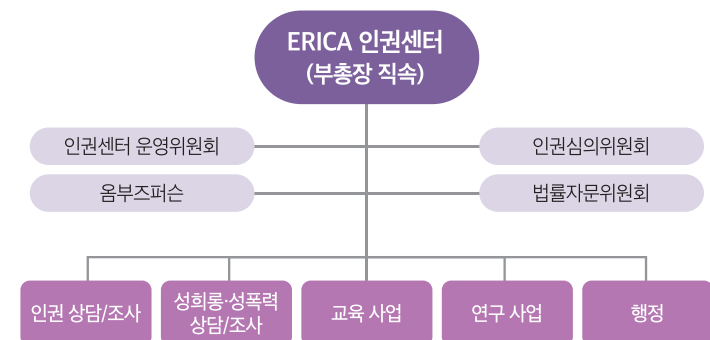 ERICA 인권센터
(부총장 직속)
인권센터 운영위원회
인권심의위원회
옴부즈퍼슨
법률자문위원회
인권 상담/조사
성희롱·성폭력
상담/조사
교육 사업
연구 사업
행정